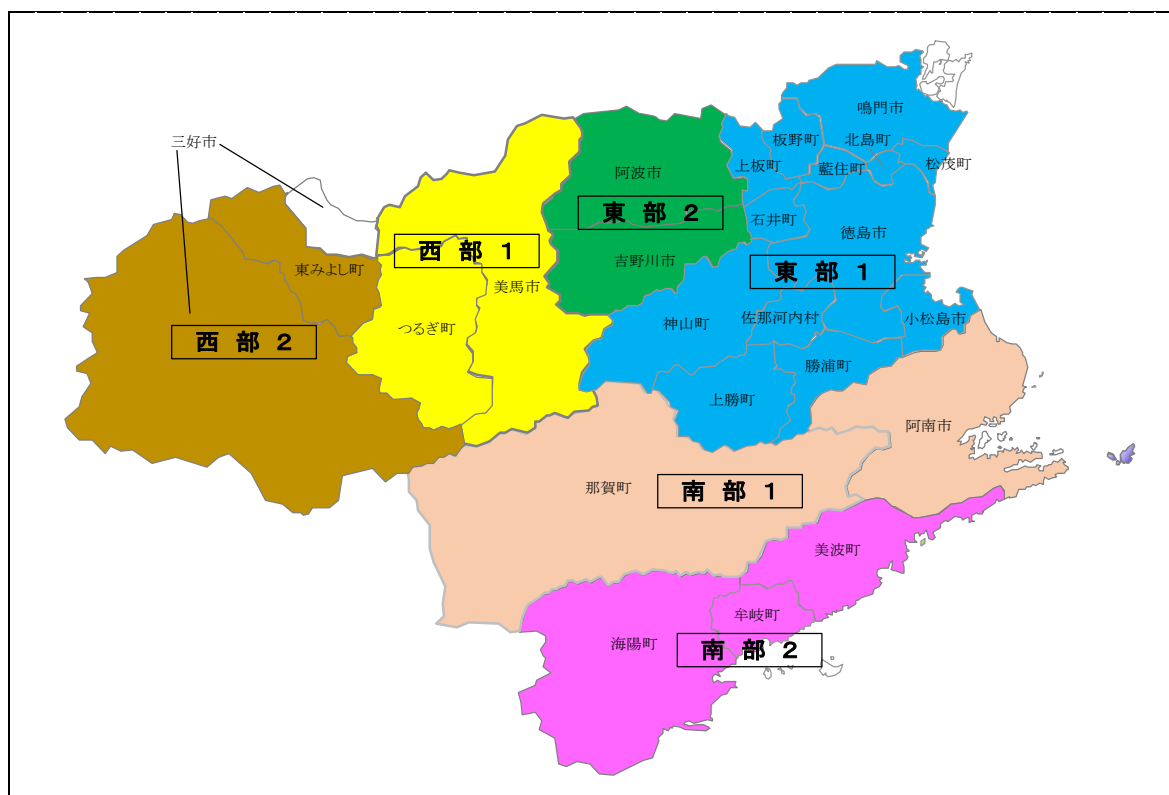 鳴門市
板野町
北島町
三好市
上板町
藍住町
松茂町
阿波市
東部2
石井町
徳島市
西部1
東部1
吉野川市
東みよし町
美馬市
つるぎ町
西部2
神山町
佐那河内村
小松島市
勝浦町
上勝町
阿南市
那賀町
南部1
美波町
牟岐町
海陽町
南部2